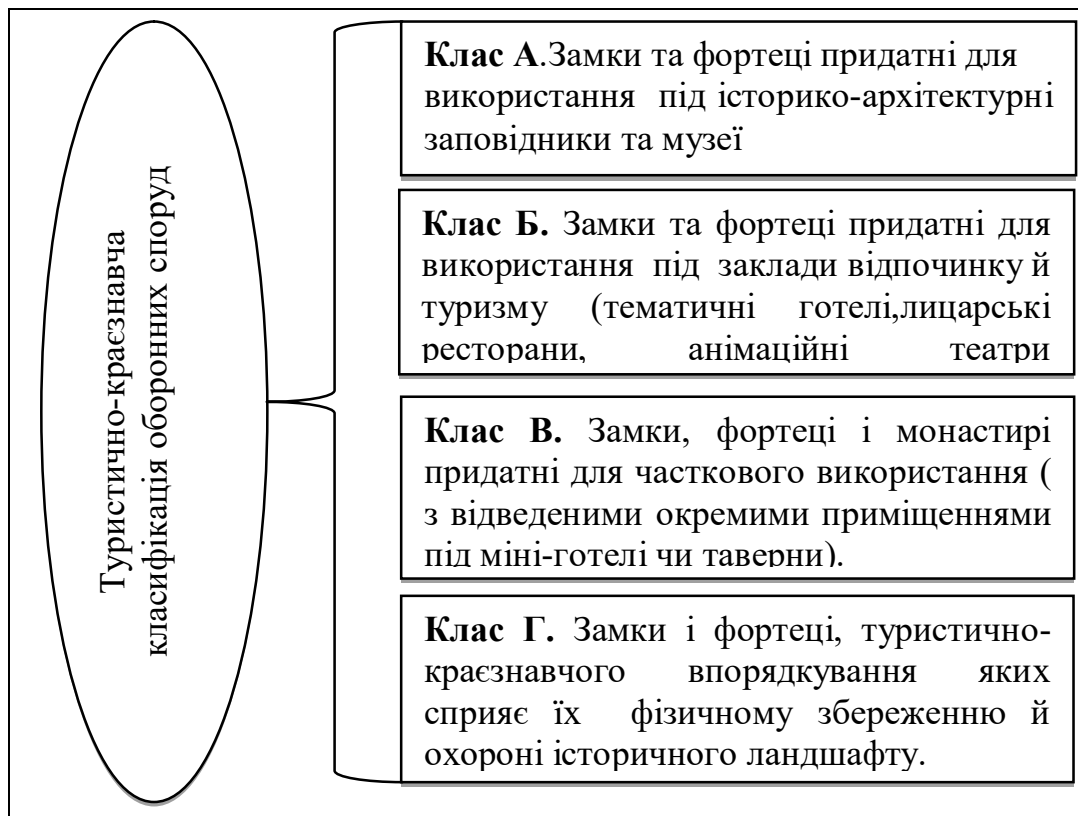 Туристично-краєзнавча
класифікація оборонних споруд
Клас А.Замки та фортеці придатні для
використання під історико-архітектурні
заповідники та музеї
Клас Б. Замки та фортеці придатні для
використання під заклади відпочинку й
туризму (тематичні готелі,лицарські
ресторани, анімаційні театри
Клас В. Замки, фортеці і монастирі
придатні для часткового використання (
з відведеними окремими приміщеннями
під міні-готелі чи таверни).
Клас Г. Замки і фортеці, туристично-
краєзнавчого впорядкування яких
сприяє їх фізичному збереженню й
охороні історичного ландшафту.